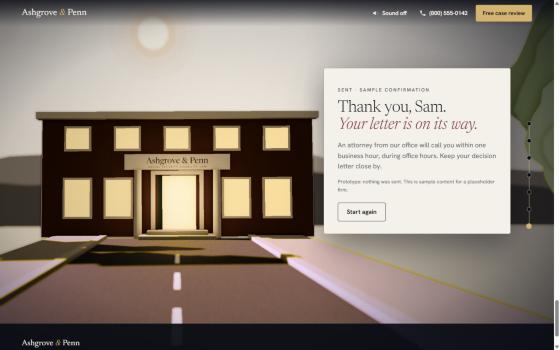 Ashgrove & Penn
Sound off
(800) 555-0142
Free case review
SENT · SAMPLE CONFIRMATION
Thank you, Sam.
Your letter is on its way.
An attorney from our office will call you within one
business hour, during office hours. Keep your decision
letter close by.
Prototype: nothing was sent. This is sample content for a placeholder
firm.
Start again
Ashgrove & Penn
Ashgrove & Penn